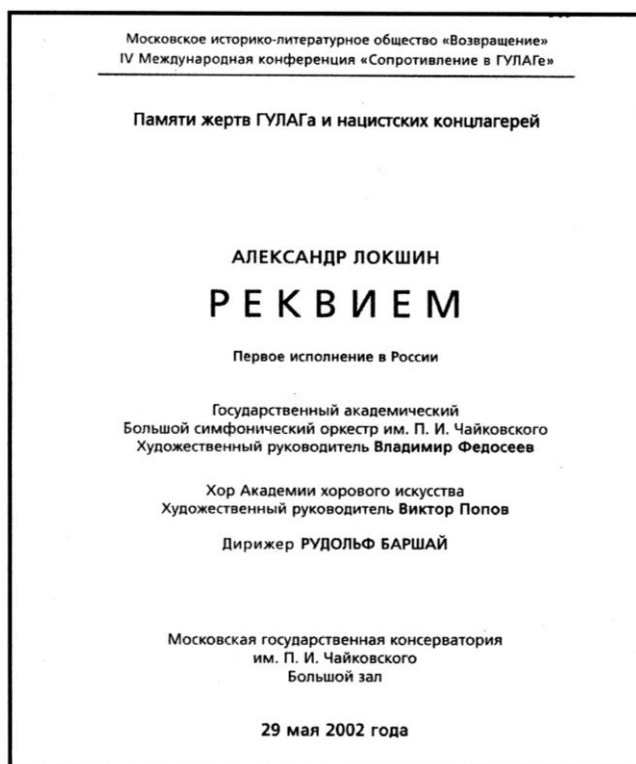 Московское историко-литературное общество «Возвращение»
IV Международная конференция «Сопротивление в ГУЛАГе»
Памяти жертв ГУЛАГа и нацистских концлагерей
АЛЕКСАНДР ЛОКШИН
РЕКВИЕМ
Первое исполнение в России
Государственный академический
Большой симфонический оркестр им. П. И. Чайковского
Художественный руководитель Владимир Федосеев
Хор Академии хорового искусства
Художественный руководитель Виктор Попов
Дирижер РУДОЛЬФ БАРШАЙ
Московская государственная консерватория
им. П. И. Чайковского
Большой зал
29 мая 2002 года